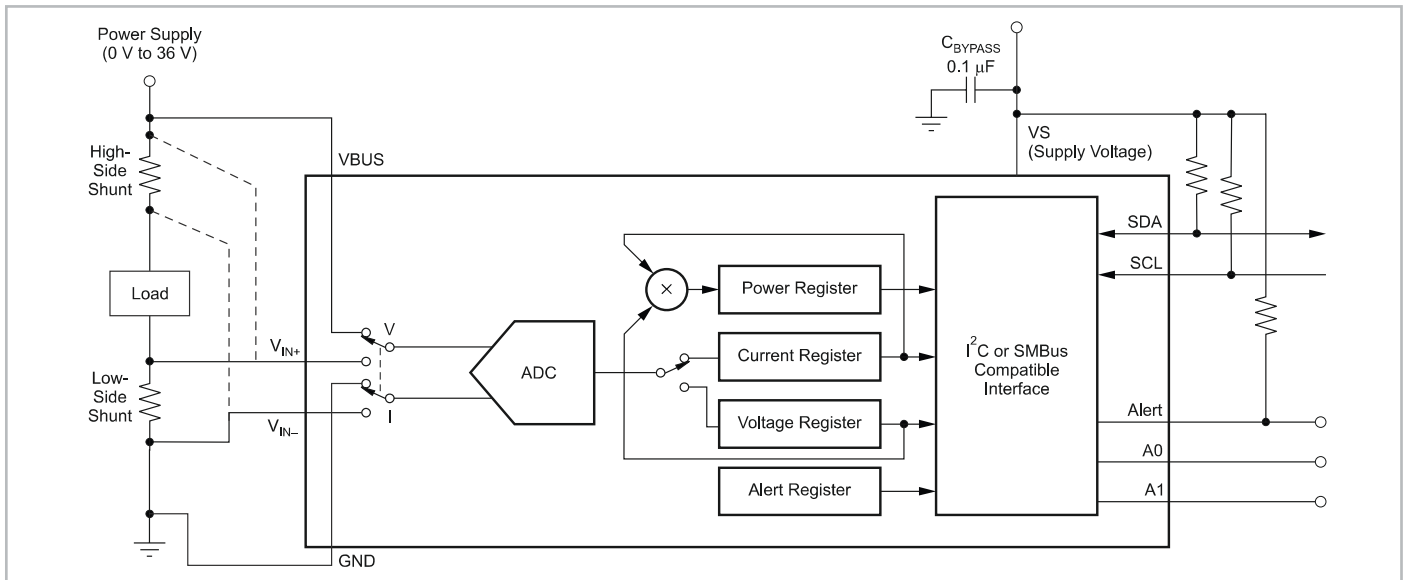 Power Supply
(0 V to 36 V)
C_BYPASS
0.1 µF
VS
(Supply Voltage)
High-
Side
Shunt
VBUS
SDA
SCL
Load
Power Register
V
V_IN+
Current Register
ADC
I²C or SMBus
Compatible
Interface
Low-
Side
Shunt
I
V_IN–
Voltage Register
Alert
A0
Alert Register
A1
GND
×